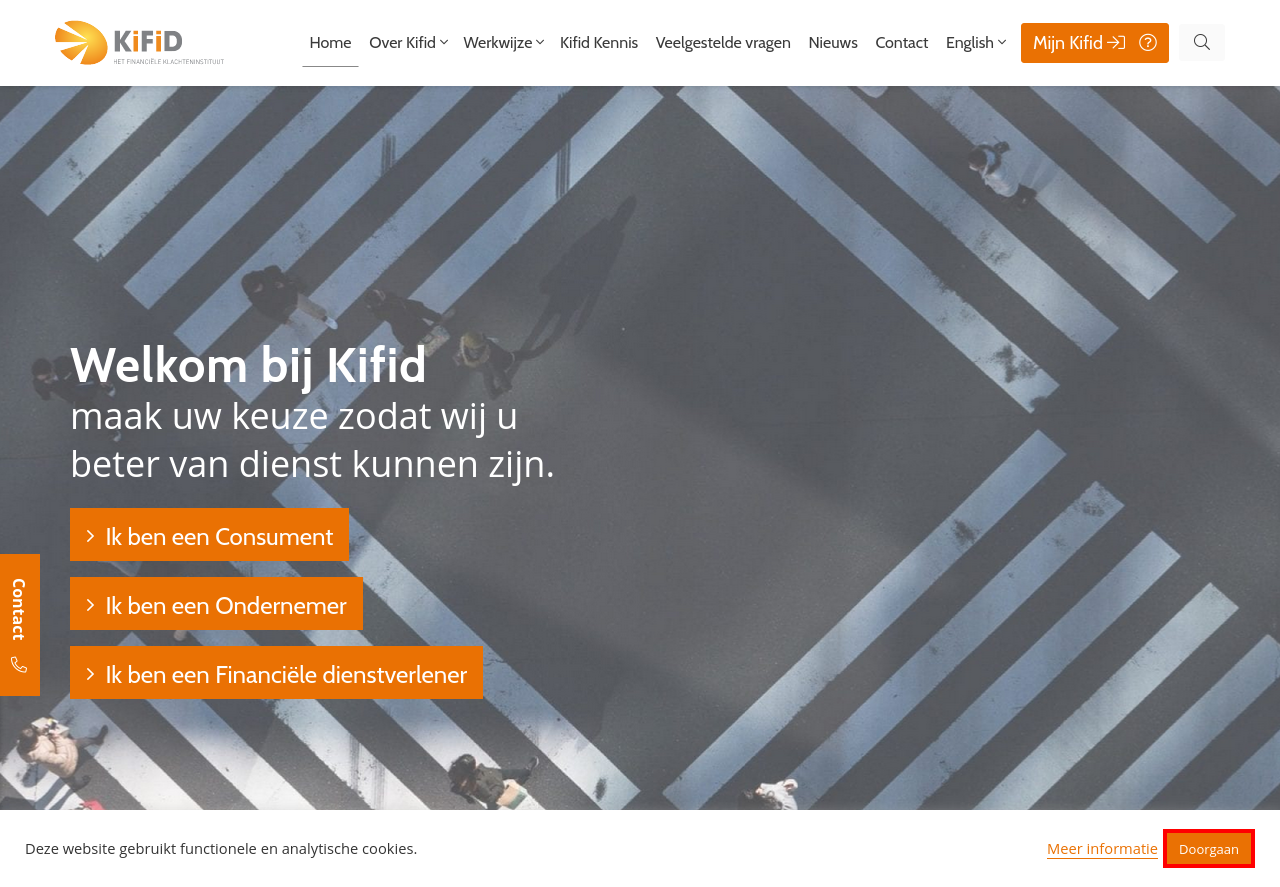 KiFiD
HET FINANCIËLE KLACHTENINSTITUUT
Home Over Kifid Werkwijze Kifid Kennis Veelgestelde vragen Nieuws Contact English Mijn Kifid
Welkom bij Kifid
maak uw keuze zodat wij u
beter van dienst kunnen zijn.
Ik ben een Consument
Ik ben een Ondernemer
Ik ben een Financiële dienstverlener
Contact
Deze website gebruikt functionele en analytische cookies.
Meer informatie Doorgaan